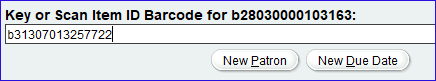 Key or Scan Item ID Barcode for b28030000103163:
b31307013257722
New Patron New Due Date